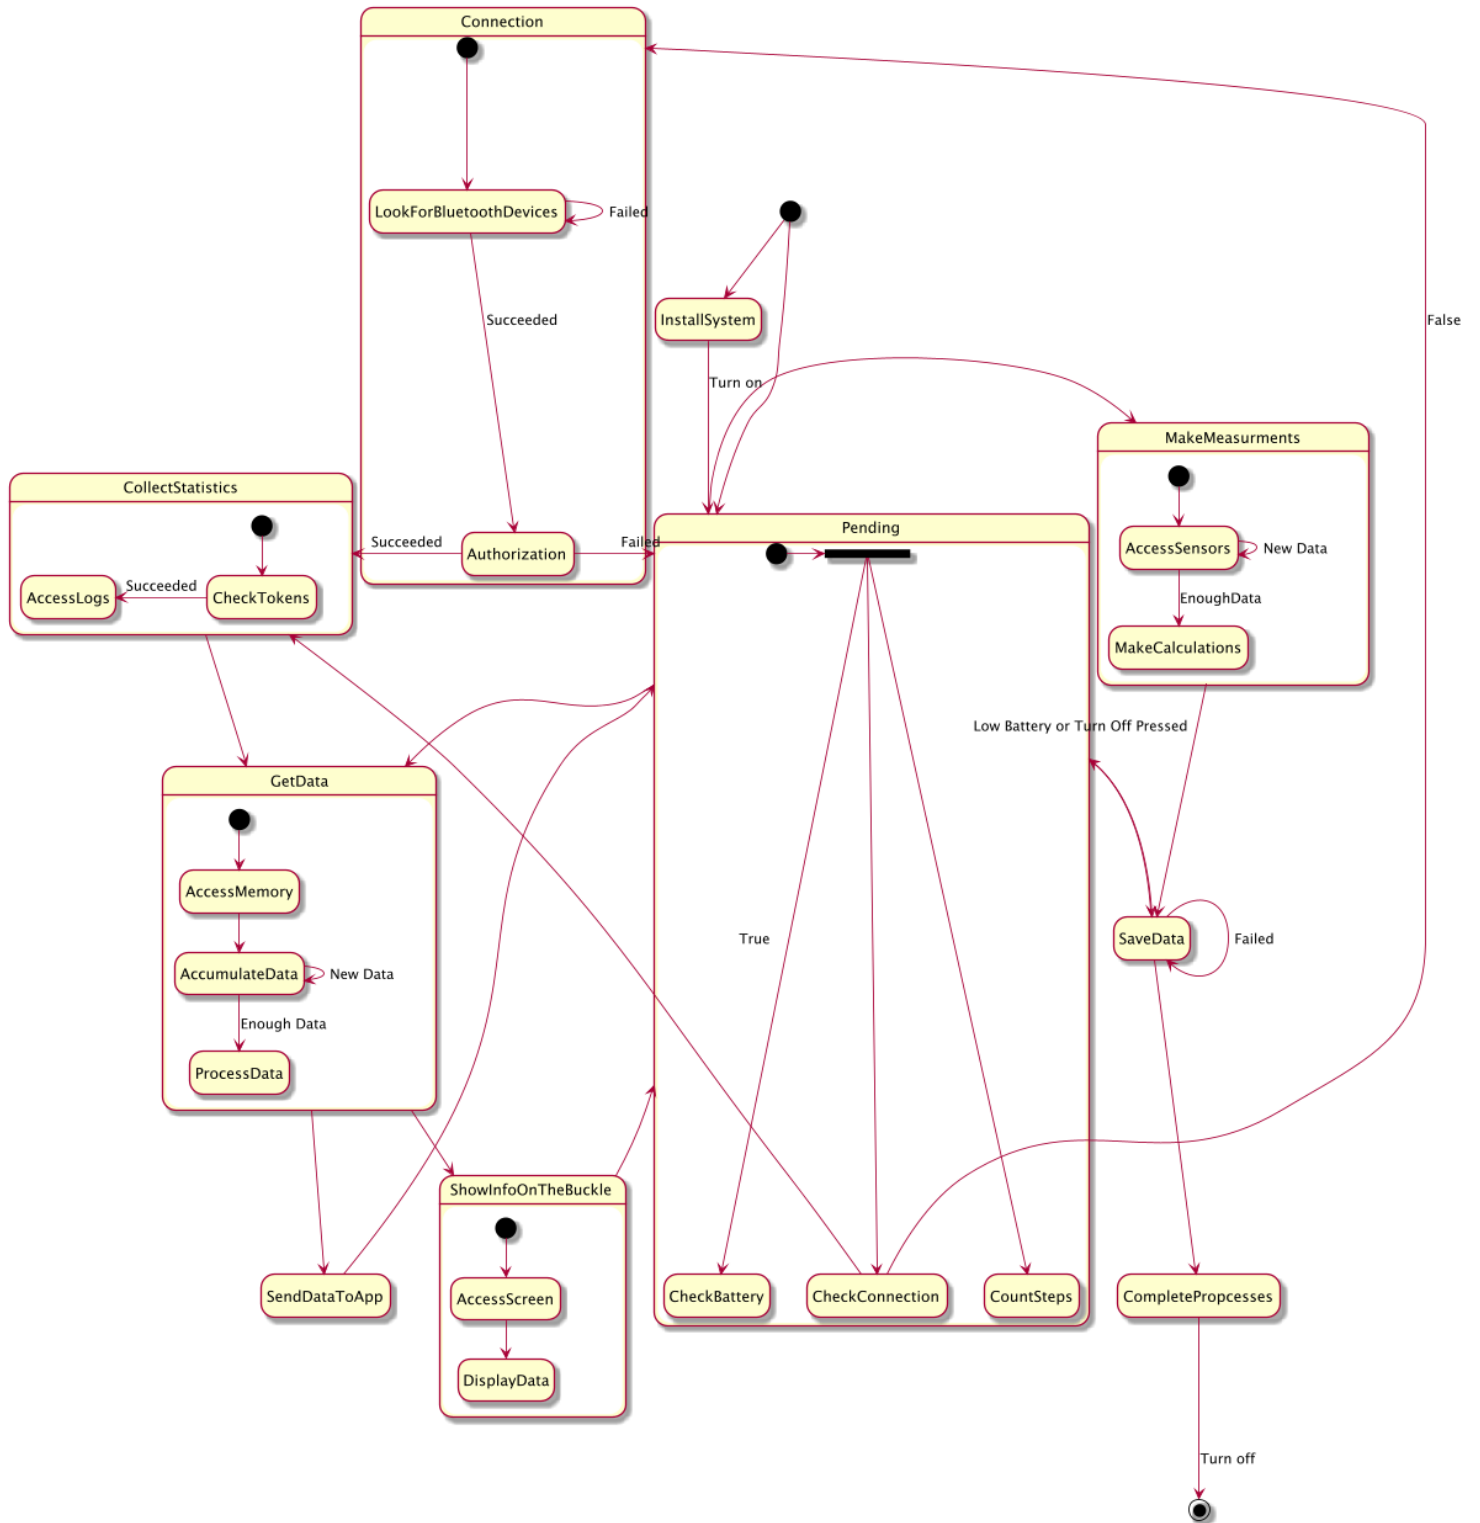 Connection
LookForBluetoothDevices
Failed
Succeeded
InstallSystem
False
Turn on
MakeMeasurments
CollectStatistics
Pending
Authorization
Succeeded
Failed
AccessSensors
New Data
Succeeded
AccessLogs
CheckTokens
EnoughData
MakeCalculations
Low Battery or Turn Off Pressed
GetData
AccessMemory
True
SaveData
Failed
AccumulateData
New Data
Enough Data
ProcessData
ShowInfoOnTheBuckle
SendDataToApp
AccessScreen
CheckBattery
CheckConnection
CountSteps
CompletePropcesses
DisplayData
Turn off